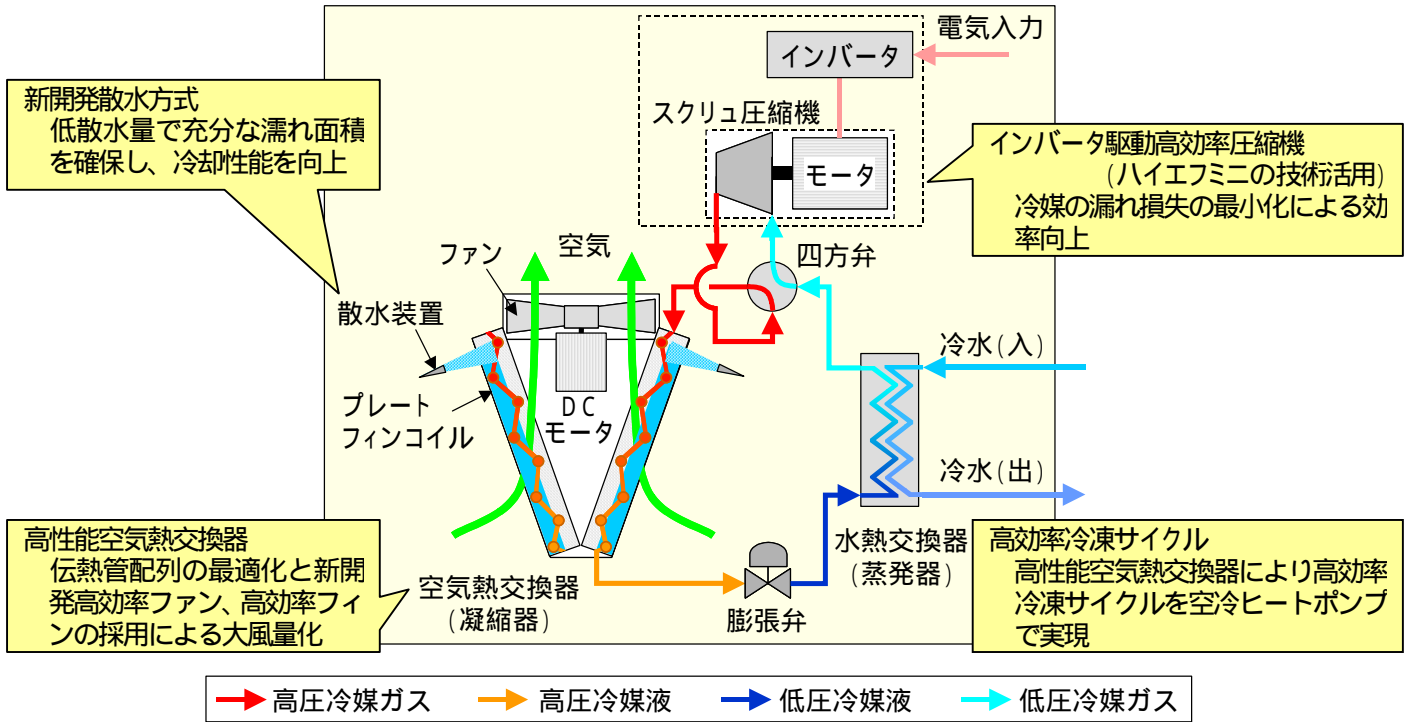 電気入力
インバータ
スクリュ圧縮機
モータ
新開発散水方式
低散水量で充分な濡れ面積
を確保し、冷却性能を向上
インバータ駆動高効率圧縮機
(ハイエフミニの技術活用)
冷媒の漏れ損失の最小化による効
率向上
ファン
空気
四方弁
散水装置
冷水(入)
プレート
フィンコイル
DC
モータ
冷水(出)
高性能空気熱交換器
伝熱管配列の最適化と新開
発高効率ファン、高効率フィ
ンの採用による大風量化
空気熱交換器
(凝縮器)
膨張弁
水熱交換器
(蒸発器)
高効率冷凍サイクル
高性能空気熱交換器により高効率
冷凍サイクルを空冷ヒートポンプ
で実現
高圧冷媒ガス 高圧冷媒液 低圧冷媒液 低圧冷媒ガス